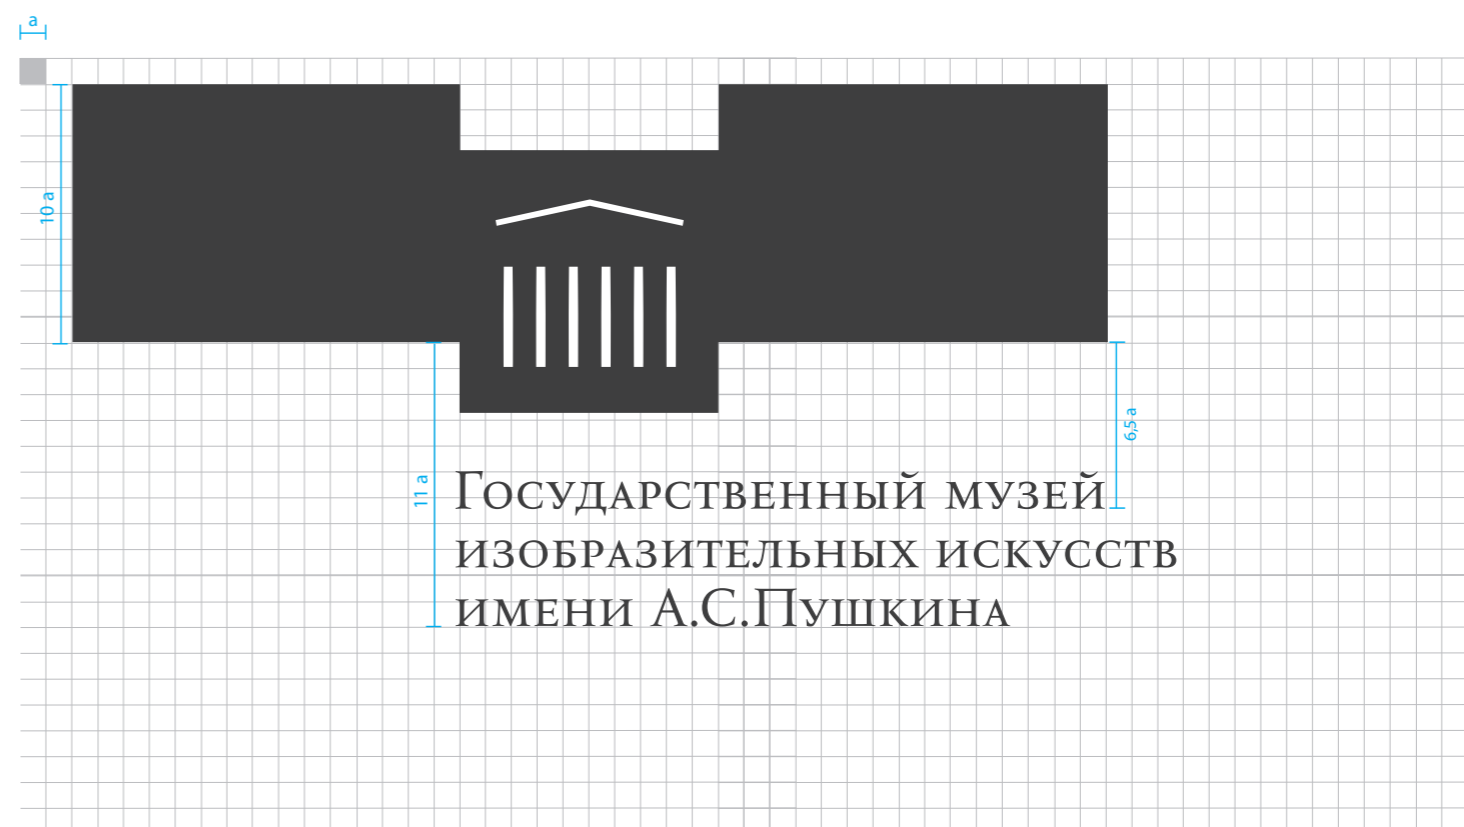 a
10 a
11 a
6,5 a
Государственный музей
изобразительных искусств
имени А.С.Пушкина